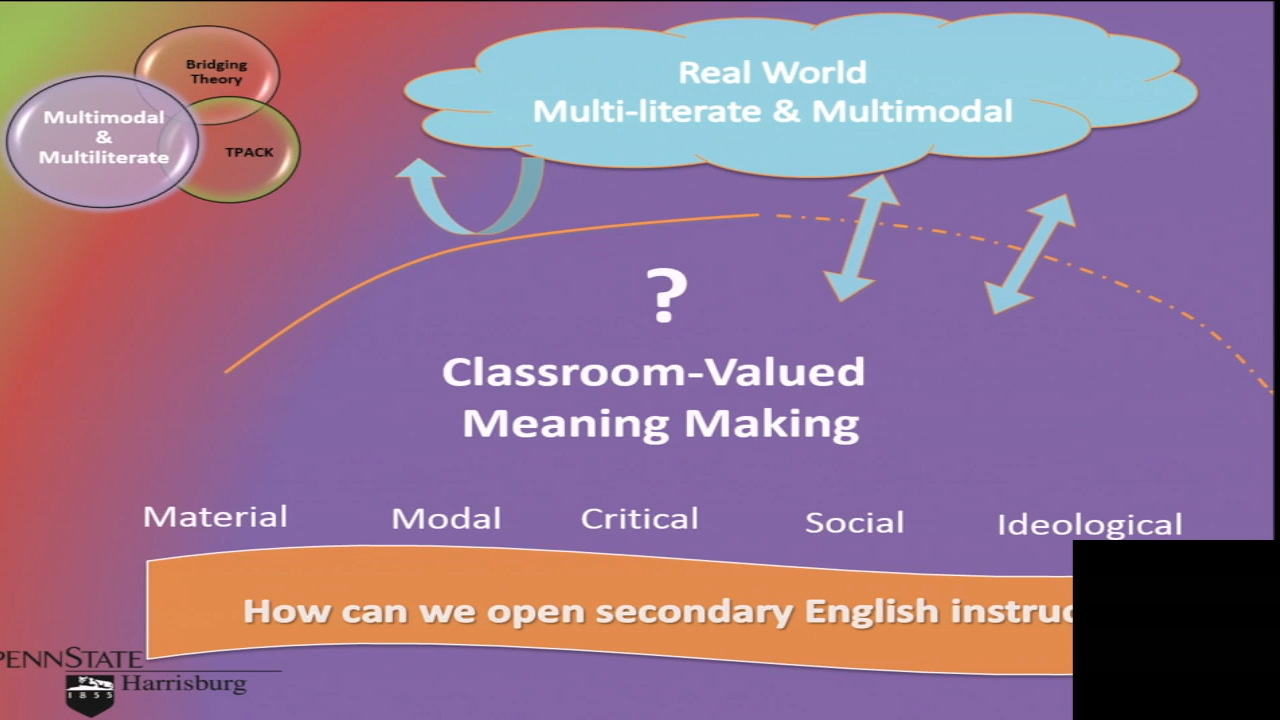 Bridging
Theory
Multimodal
&
Multiliterate
TPACK
Real World
Multi-literate & Multimodal
?
Classroom-Valued
Meaning Making
Material Modal Critical Social Ideological
How can we open secondary English
PENNSTATE
Harrisburg
1855